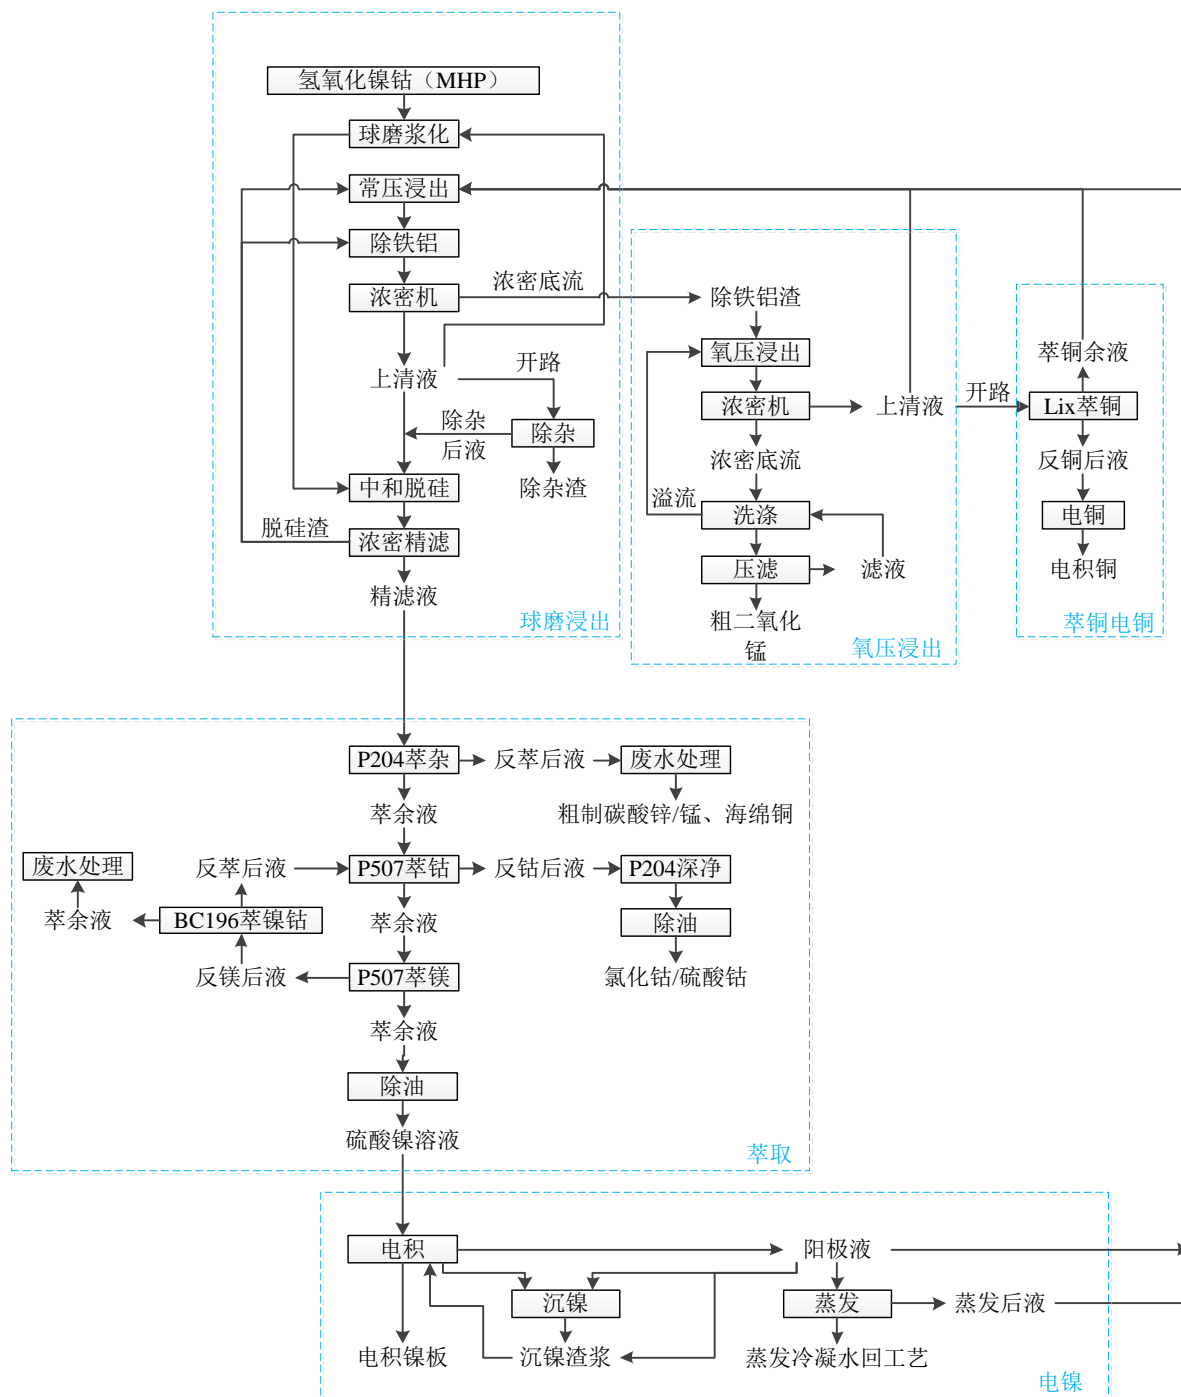 氢氧化镍钴（MHP）
球磨浆化
常压浸出
除铁铝
浓密机
浓密底流
上清液
开路
除杂
后液
除杂
除杂渣
中和脱硅
脱硅渣
浓密精滤
精滤液
球磨浸出
除铁铝渣
氧压浸出
浓密机
上清液
开路
浓密底流
溢流
洗涤
压滤
滤液
粗二氧化
锰
氧压浸出
萃铜余液
Lix萃铜
反铜后液
电铜
电积铜
萃铜电铜
P204萃杂
反萃后液
废水处理
萃余液
粗制碳酸锌/锰、海绵铜
废水处理
反萃后液
P507萃钴
反钴后液
P204深净
萃余液
BC196萃镍钴
萃余液
除油
反镁后液
P507萃镁
氯化钴/硫酸钴
萃余液
除油
硫酸镍溶液
萃取
电积
阳极液
沉镍
蒸发
蒸发后液
电积镍板
沉镍渣浆
蒸发冷凝水回工艺
电镍